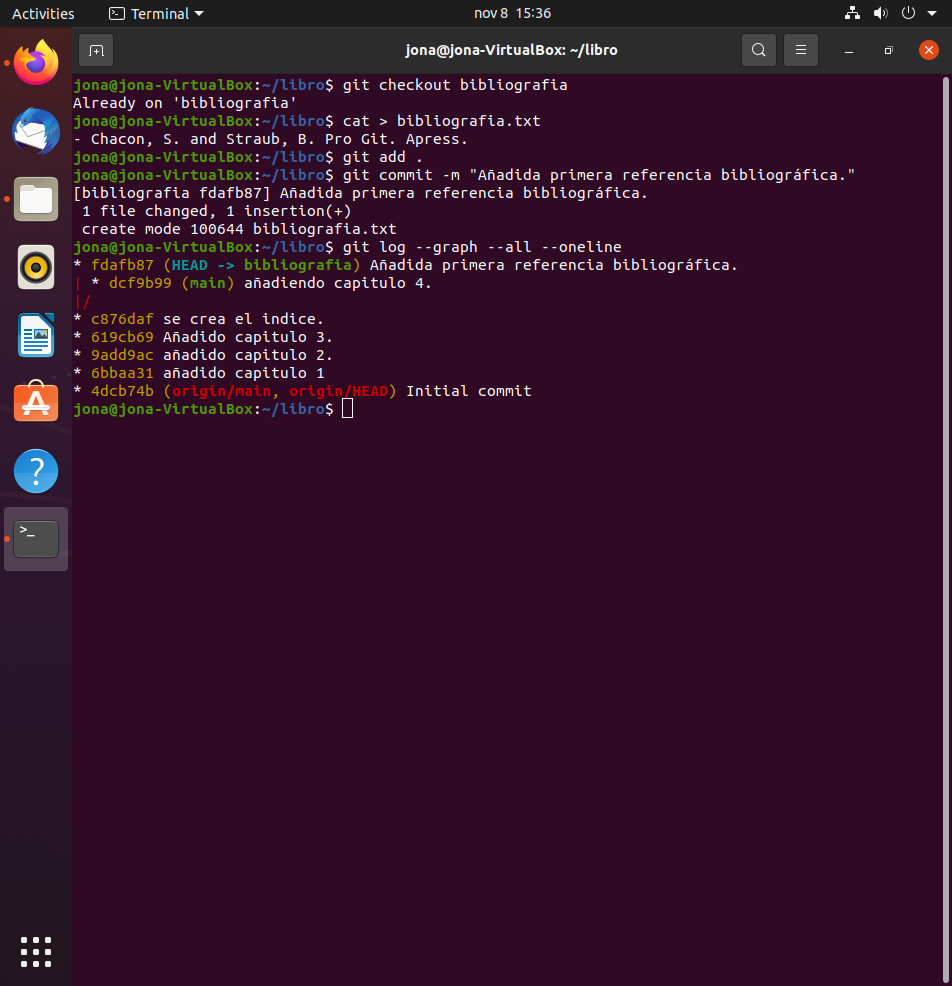 Activities Terminal nov 8 15:36
jona@jona-VirtualBox: ~/libro
jona@jona-VirtualBox:~/libro$ git checkout bibliografia
Already on 'bibliografia'
jona@jona-VirtualBox:~/libro$ cat > bibliografia.txt
- Chacon, S. and Straub, B. Pro Git. Apress.
jona@jona-VirtualBox:~/libro$ git add .
jona@jona-VirtualBox:~/libro$ git commit -m "Añadida primera referencia bibliográfica."
[bibliografia fdafb87] Añadida primera referencia bibliográfica.
 1 file changed, 1 insertion(+)
 create mode 100644 bibliografia.txt
jona@jona-VirtualBox:~/libro$ git log --graph --all --oneline
* fdafb87 (HEAD -> bibliografia) Añadida primera referencia bibliográfica.
| * dcf9b99 (main) añadiendo capitulo 4.
|/
* c876daf se crea el indice.
* 619cb69 Añadido capitulo 3.
* 9add9ac añadido capitulo 2.
* 6bbaa31 añadido capitulo 1
* 4dcb74b (origin/main, origin/HEAD) Initial commit
jona@jona-VirtualBox:~/libro$